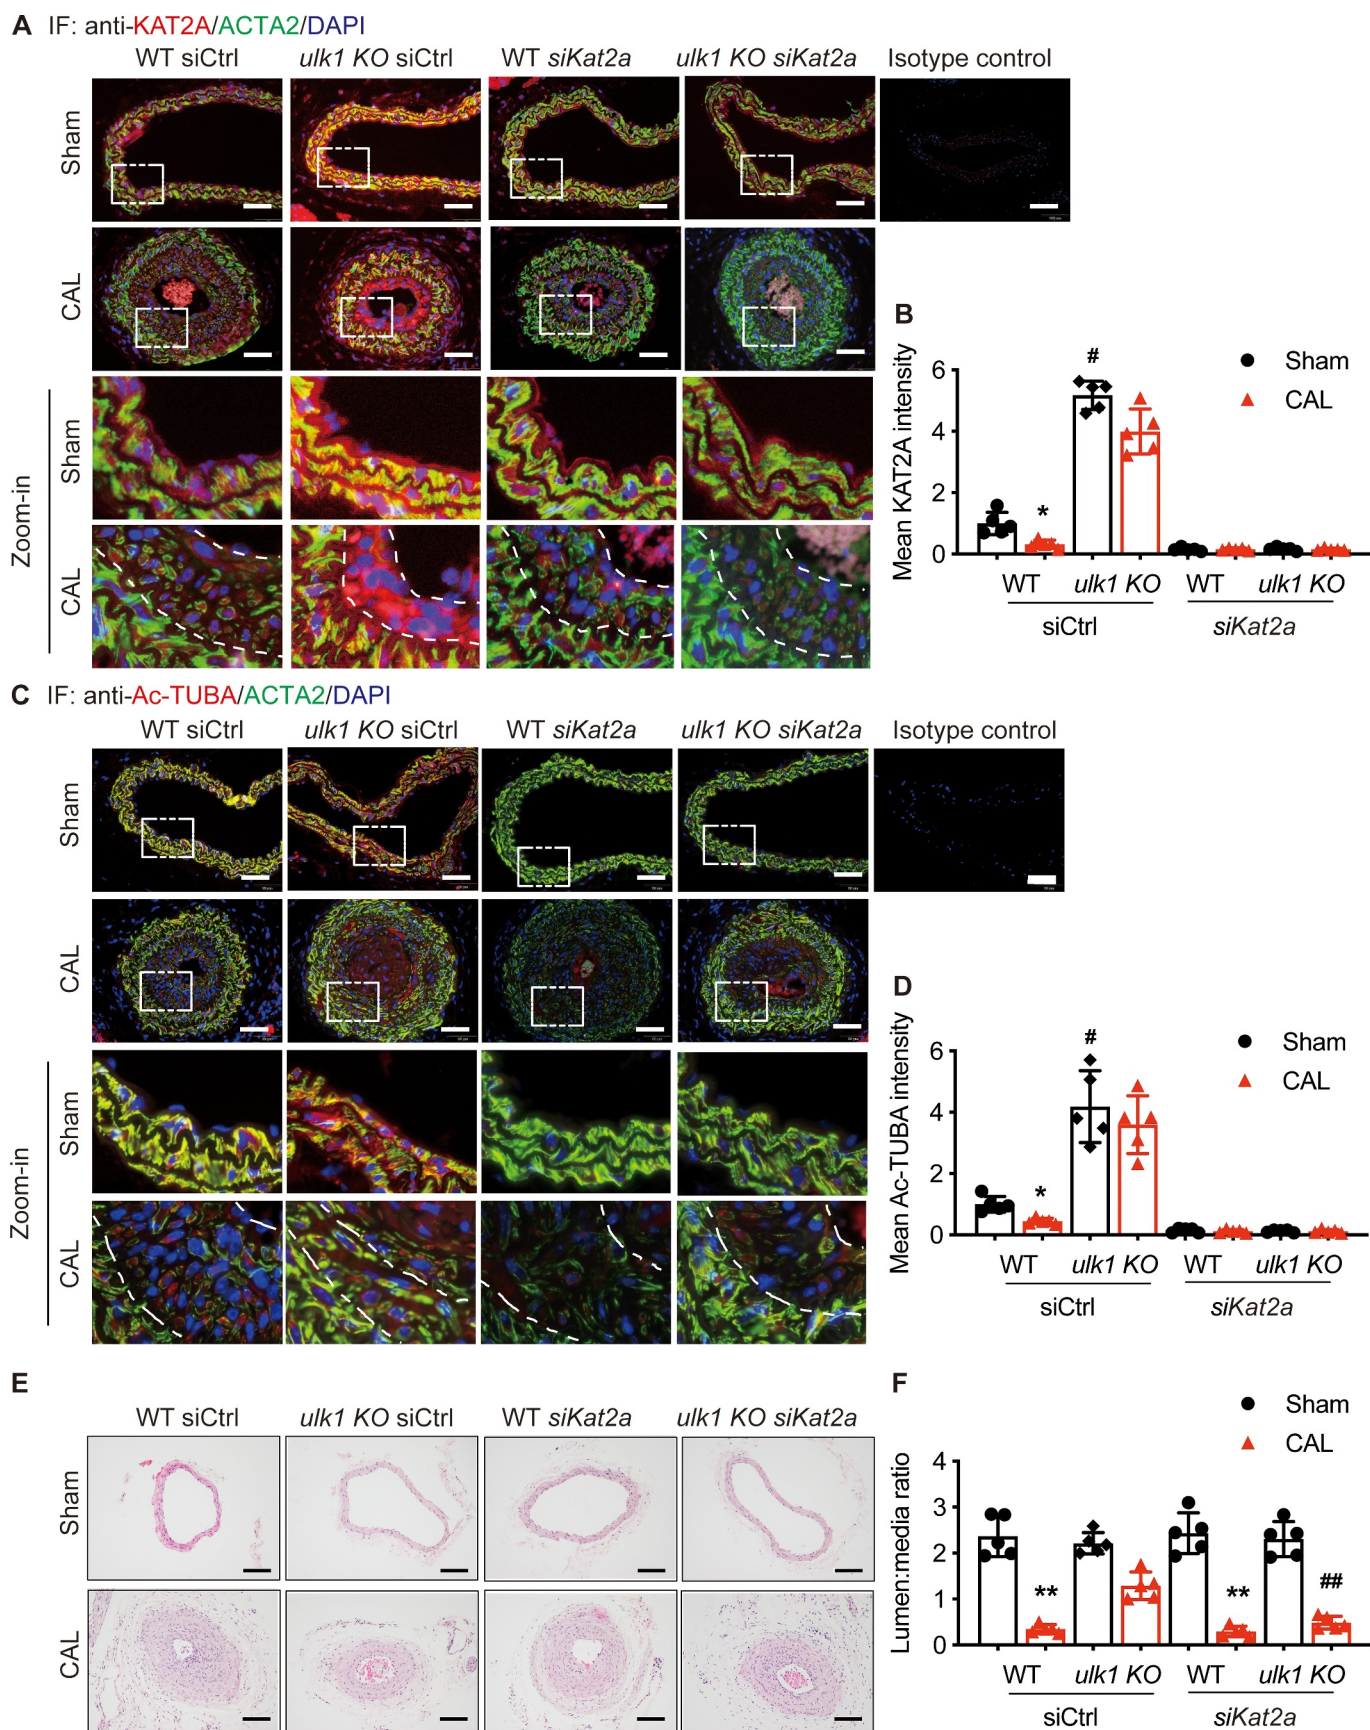 A IF: anti-KAT2A/ACTA2/DAPI
WT siCtrl
ulk1 KO siCtrl
WT siKat2a
ulk1 KO siKat2a
Isotype control
Sham
CAL
Zoom-in
Sham
CAL
B
Mean KAT2A intensity
6
4
2
0
#
*
Sham
CAL
WT
ulk1 KO
WT
ulk1 KO
siCtrl
siKat2a
C IF: anti-Ac-TUBA/ACTA2/DAPI
WT siCtrl
ulk1 KO siCtrl
WT siKat2a
ulk1 KO siKat2a
Isotype control
Sham
CAL
Zoom-in
Sham
CAL
D
Mean Ac-TUBA intensity
6
4
2
0
#
*
Sham
CAL
WT
ulk1 KO
WT
ulk1 KO
siCtrl
siKat2a
E
WT siCtrl
ulk1 KO siCtrl
WT siKat2a
ulk1 KO siKat2a
Sham
CAL
F
Lumen:media ratio
4
3
2
1
0
**
**
##
Sham
CAL
WT
ulk1 KO
WT
ulk1 KO
siCtrl
siKat2a